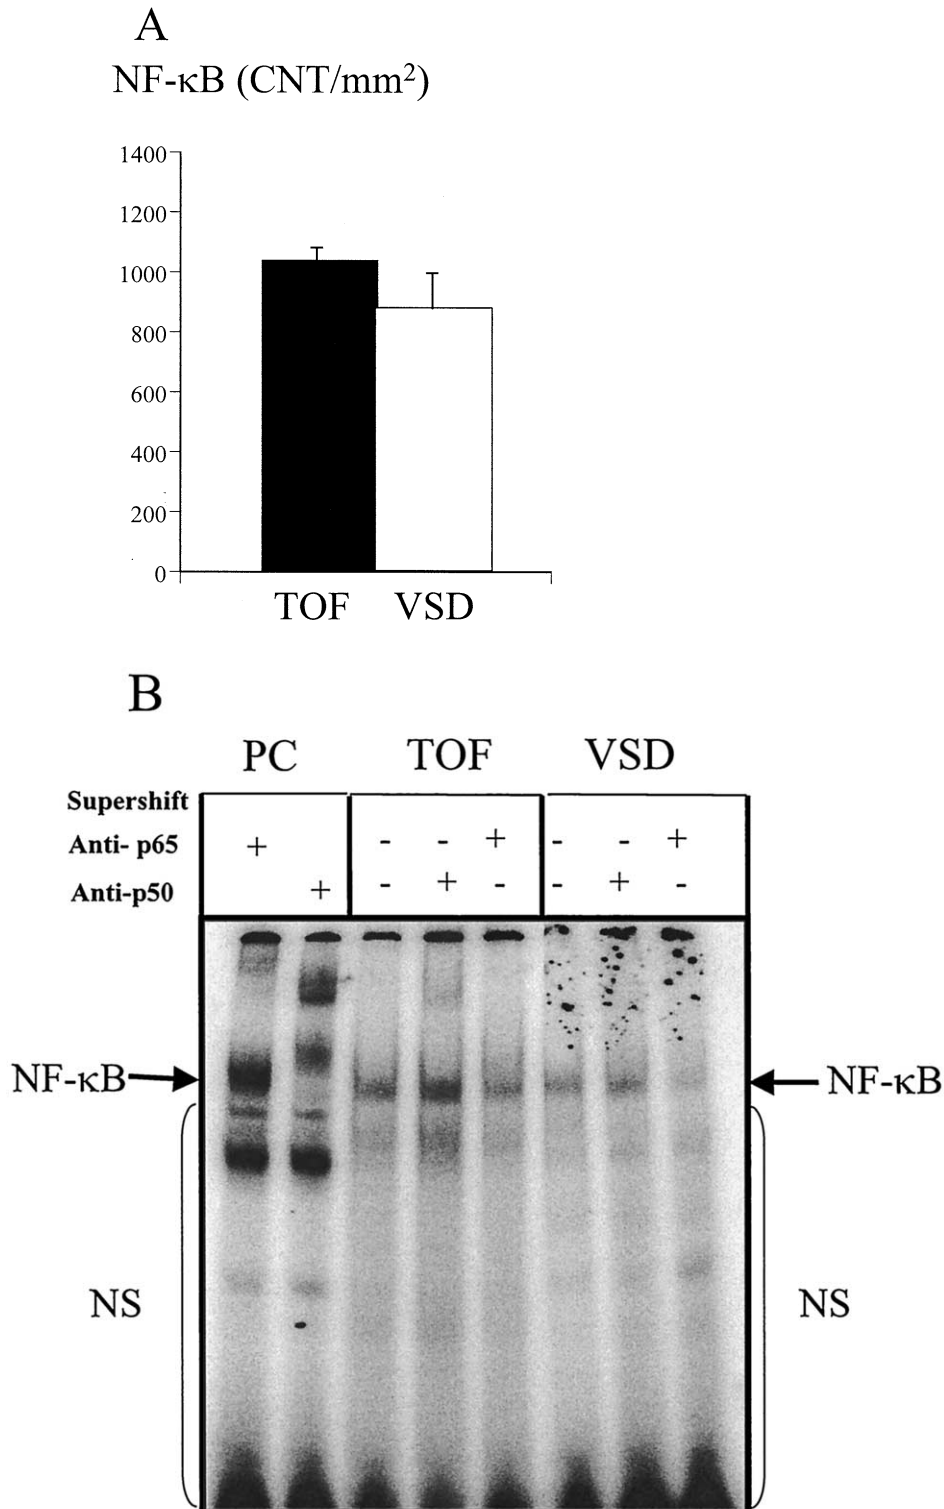 A
NF-κB (CNT/mm²)
1400
1200
1000
800
600
400
200
0
TOF VSD
B
PC TOF VSD
Supershift
Anti- p65 + - - + - - +
Anti-p50 + - + - - + -
NF-κB NF-κB
NS NS